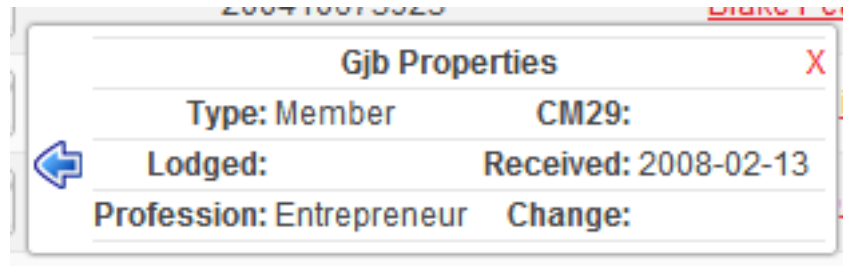 Gjb Properties X
Type: Member CM29:
Lodged: Received: 2008-02-13
Profession: Entrepreneur Change: